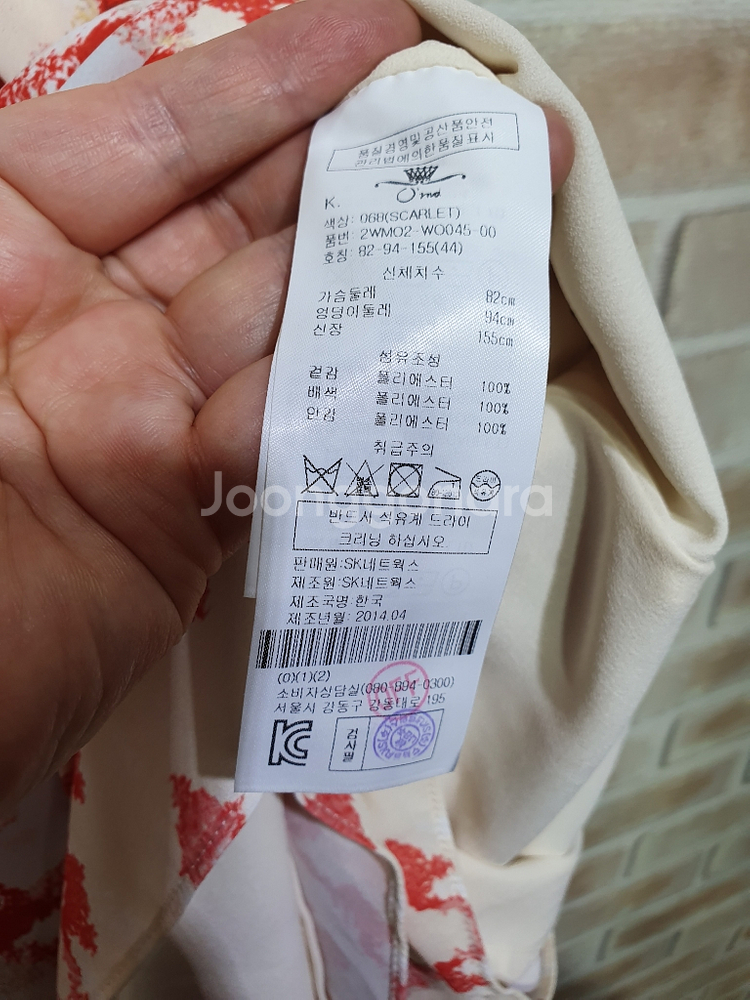 품질경영및공산품안전
관리법에의한품질표시
O'2nd
K.
색상: 068(SCARLET)
품번: 2WMO2-WO045-00
호칭: 82-94-155(44)
신체치수
가슴둘레 82cm
엉덩이둘레 94cm
신장 155cm
섬유조성
겉감 폴리에스터 100%
배색 폴리에스터 100%
안감 폴리에스터 100%
취급주의
Joonggonara
반드시 석유계 드라이
크리닝 하십시오
판매원:SK네트웍스
제조원:SK네트웍스
제조국명:한국
제조년월: 2014.04
(0)(1)(2)
소비자상담실(080-894-0300)
서울시 강동구 강동대로 195
OFF
검사필